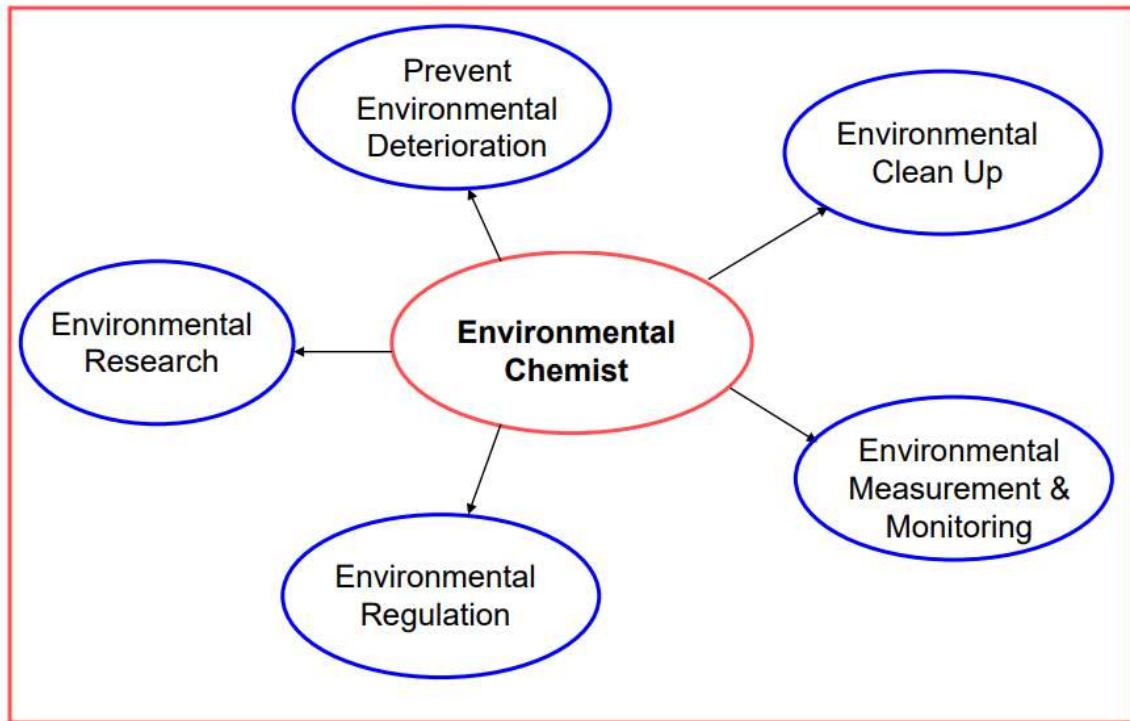 Prevent
Environmental
Deterioration
Environmental
Clean Up
Environmental
Research
Environmental
Chemist
Environmental
Measurement &
Monitoring
Environmental
Regulation